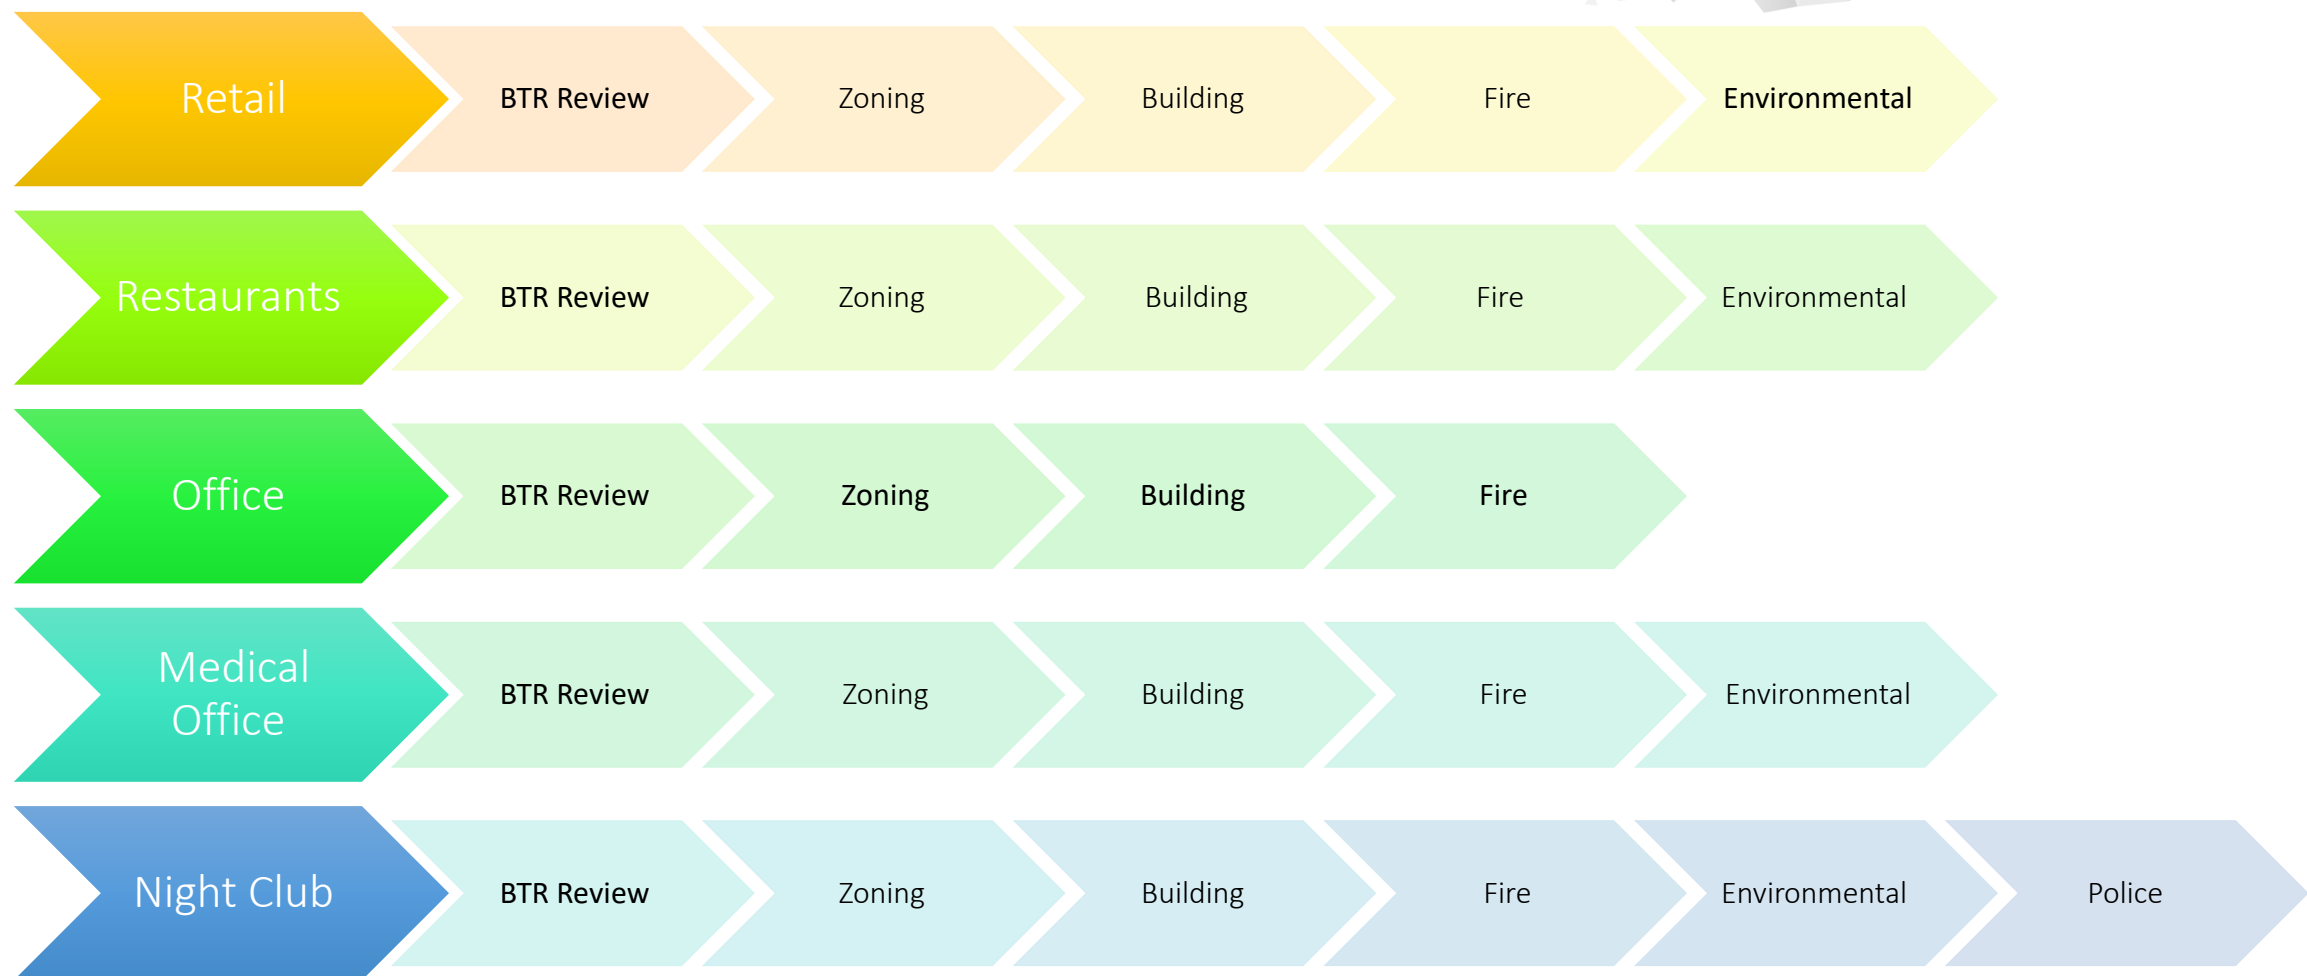 Retail
BTR Review
Zoning
Building
Fire
Environmental
Restaurants
BTR Review
Zoning
Building
Fire
Environmental
Office
BTR Review
Zoning
Building
Fire
Medical
Office
BTR Review
Zoning
Building
Fire
Environmental
Night Club
BTR Review
Zoning
Building
Fire
Environmental
Police